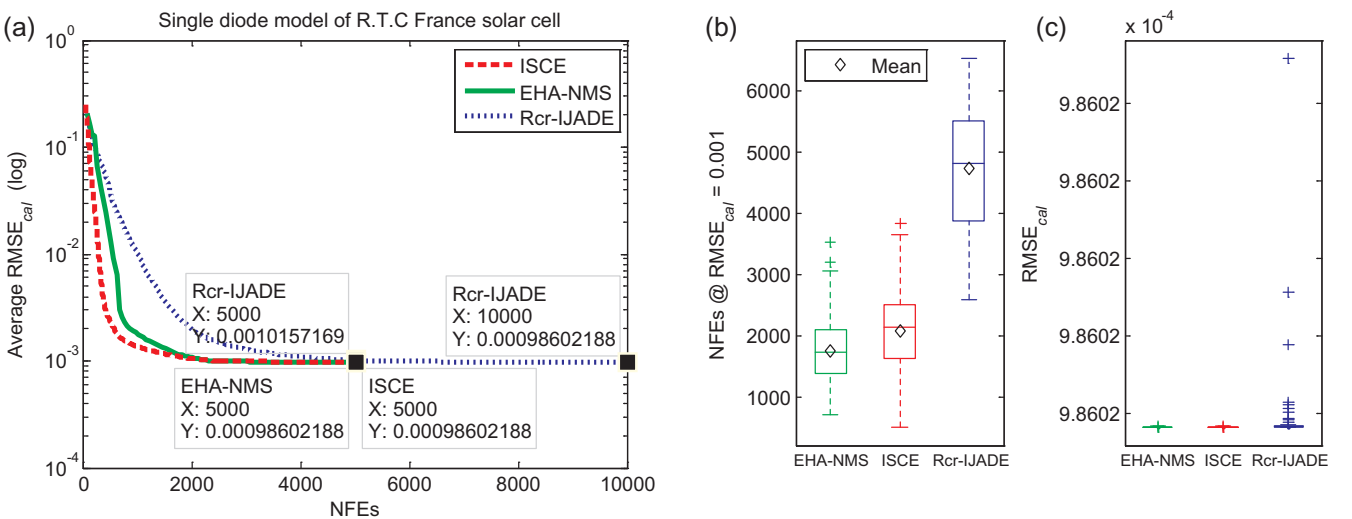 (a)
Single diode model of R.T.C France solar cell
Average RMSE_cal (log)
10^0
10^-1
10^-2
10^-3
10^-4
ISCE
EHA-NMS
Rcr-IJADE
Rcr-IJADE
X: 5000
Y: 0.0010157169
Rcr-IJADE
X: 10000
Y: 0.00098602188
EHA-NMS
X: 5000
Y: 0.00098602188
ISCE
X: 5000
Y: 0.00098602188
0
2000
4000
6000
8000
10000
NFEs
(b)
Mean
NFEs @ RMSE_cal = 0.001
6000
5000
4000
3000
2000
1000
EHA-NMS
ISCE
Rcr-IJADE
(c)
x 10^-4
RMSE_cal
9.8602
9.8602
9.8602
9.8602
9.8602
EHA-NMS
ISCE
Rcr-IJADE